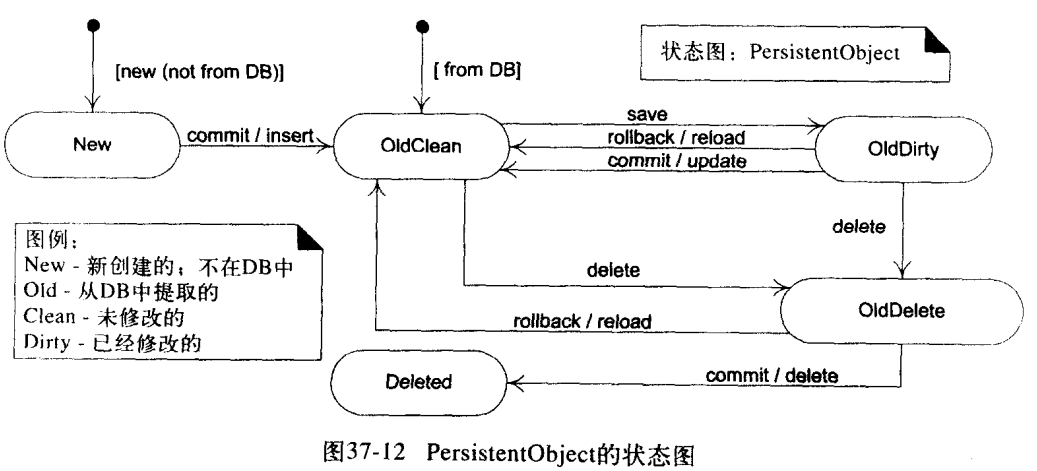 [new (not from DB)]
[ from DB]
状态图：PersistentObject
New
commit / insert
OldClean
save
rollback / reload
commit / update
OldDirty
图例：
New - 新创建的；不在DB中
Old - 从DB中提取的
Clean - 未修改的
Dirty - 已经修改的
delete
delete
OldDelete
rollback / reload
Deleted
commit / delete
图37-12 PersistentObject的状态图